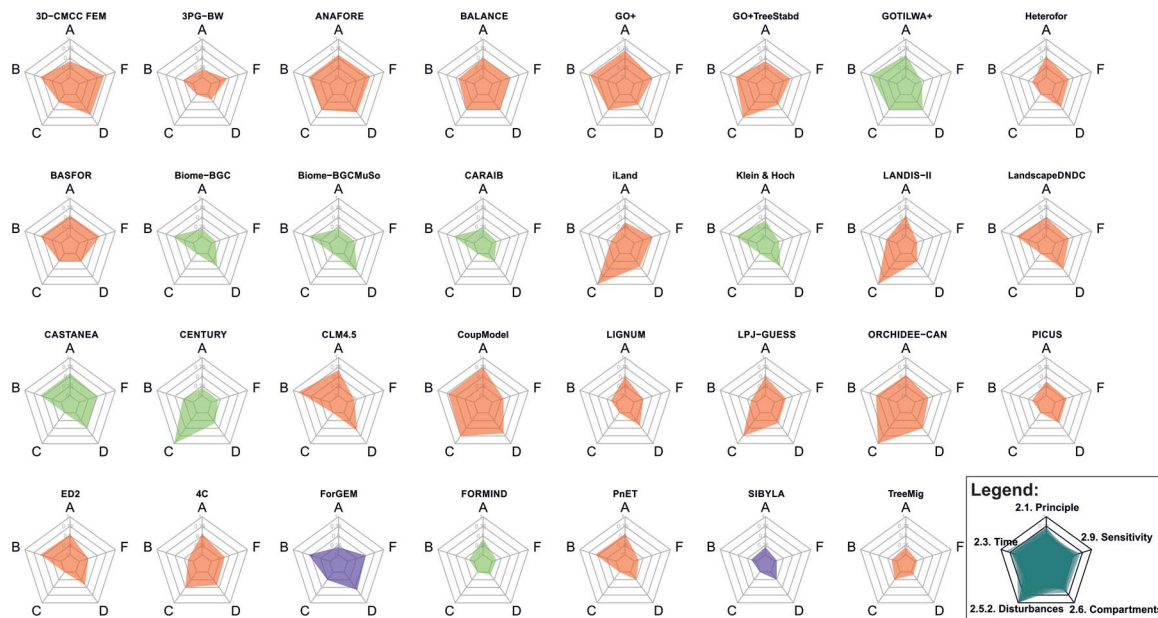 3D−CMCC FEM 3PG−BW ANAFORE BALANCE GO+ GO+TreeStabd GOTILWA+ Heterofor
A A A A A A A A
B F B F B F B F B F B F B F B F
C D C D C D C D C D C D C D C D
BASFOR Biome−BGC Biome−BGCMuSo CARAIB iLand Klein & Hoch LANDIS−II LandscapeDNDC
A A A A A A A A
B F B F B F B F B F B F B F B F
C D C D C D C D C D C D C D C D
CASTANEA CENTURY CLM4.5 CoupModel LIGNUM LPJ−GUESS ORCHIDEE−CAN PICUS
A A A A A A A A
B F B F B F B F B F B F B F B F
C D C D C D C D C D C D C D C D
ED2 4C ForGEM FORMIND PnET SIBYLA TreeMig
A A A A A A A
B F B F B F B F B F B F B F
C D C D C D C D C D C D C D
Legend:
2.1. Principle
2.3. Time 2.9. Sensitivity
2.5.2. Disturbances 2.6. Compartments